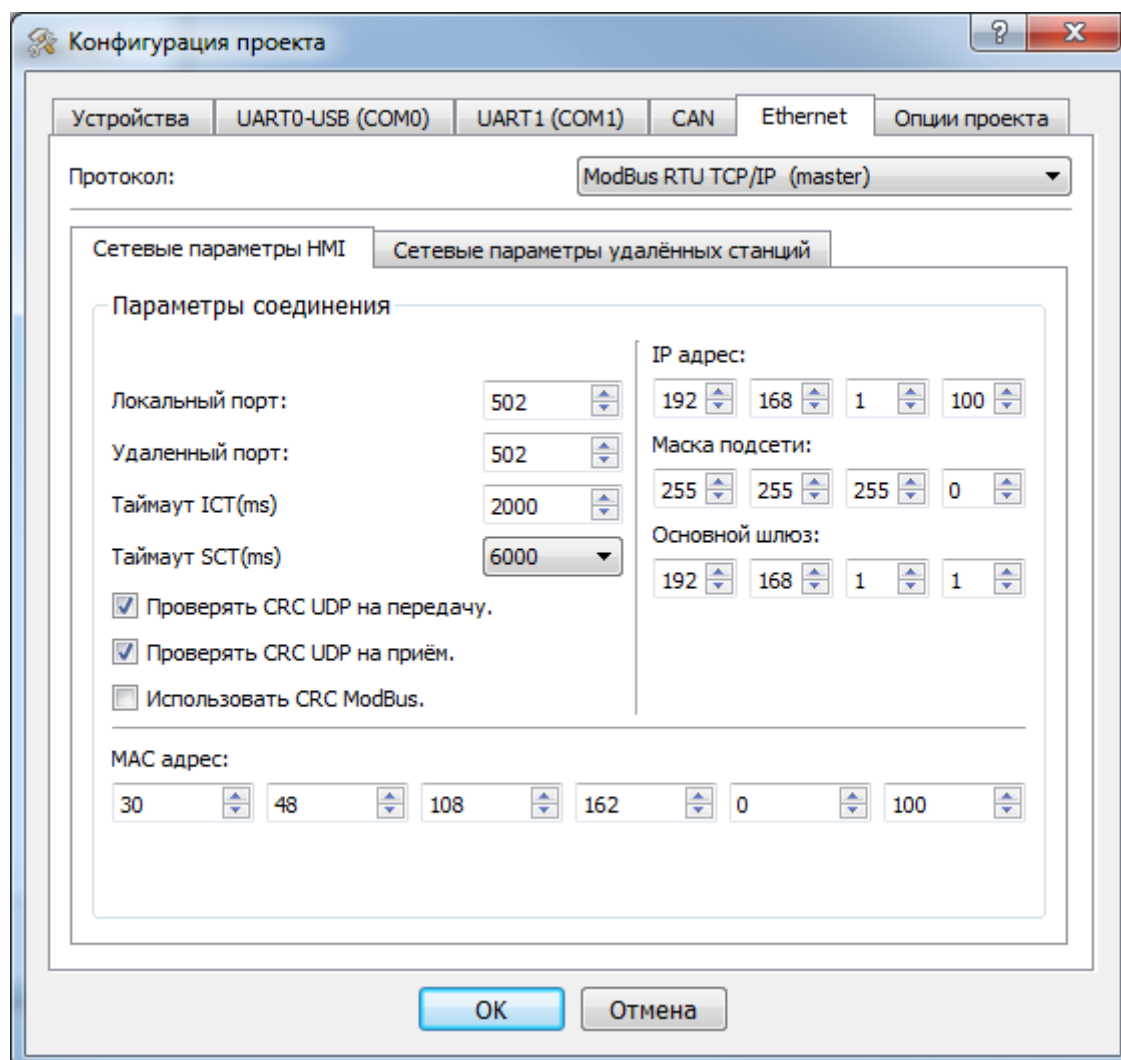 Конфигурация проекта
Устройства UART0-USB (COM0) UART1 (COM1) CAN Ethernet Опции проекта
Протокол: ModBus RTU TCP/IP (master)
Сетевые параметры HMI Сетевые параметры удалённых станций
Параметры соединения
IP адрес:
Локальный порт: 502 192 168 1 100
Удаленный порт: 502 Маска подсети:
Таймаут ICT(ms) 2000 255 255 255 0
Основной шлюз:
Таймаут SCT(ms) 6000 192 168 1 1
Проверять CRC UDP на передачу.
Проверять CRC UDP на приём.
Использовать CRC ModBus.
MAC адрес:
30 48 108 162 0 100
OK Отмена